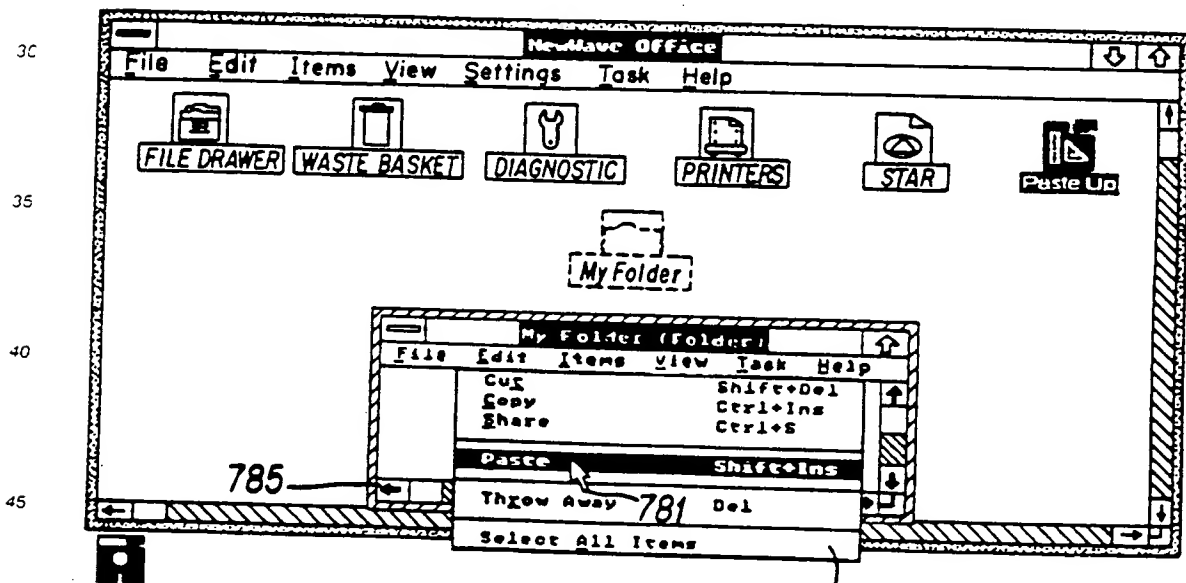 NewWave Office
30
File Edit Items View Settings Task Help
FILE DRAWER WASTE BASKET DIAGNOSTIC PRINTERS STAR Paste Up
35
My Folder
My Folder (Folder)
40
File Edit Items View Task Help
Cut Shift+Del
Copy Ctrl+Ins
Share Ctrl+S
Paste Shift+Ins
785
Throw Away 781 Del
45
Select All Items